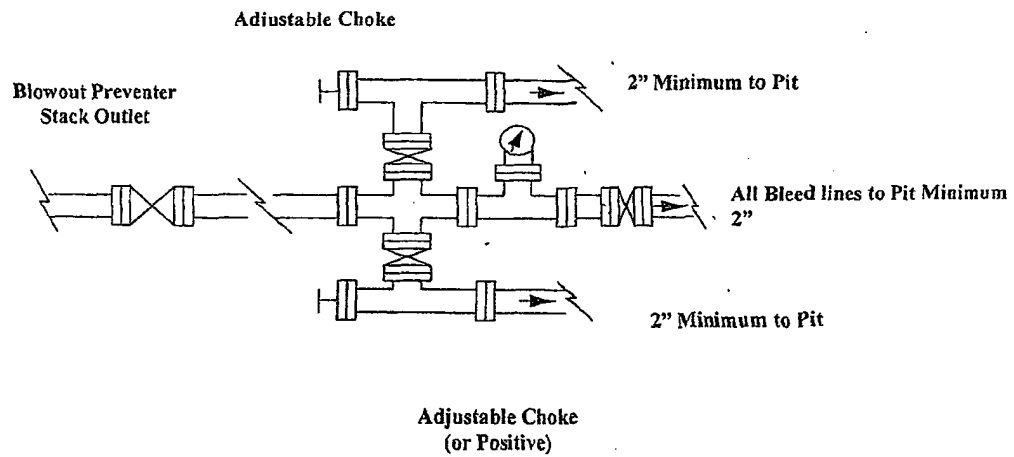 Adjustable Choke
2” Minimum to Pit
Blowout Preventer
Stack Outlet
All Bleed lines to Pit Minimum
2”
2” Minimum to Pit
Adjustable Choke
(or Positive)